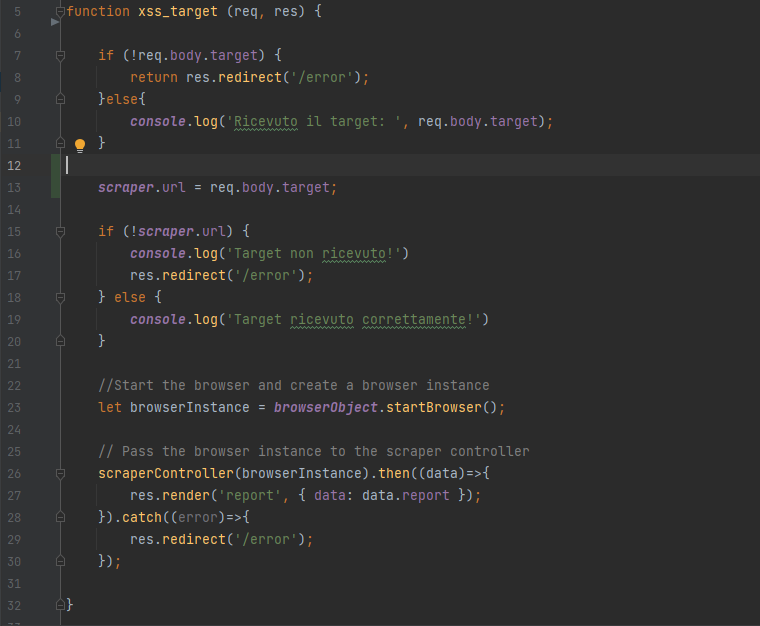 5 function xss_target (req, res) {
6
7     if (!req.body.target) {
8         return res.redirect('/error');
9     }else{
10         console.log('Ricevuto il target: ', req.body.target);
11     }
12
13     scraper.url = req.body.target;
14
15     if (!scraper.url) {
16         console.log('Target non ricevuto!')
17         res.redirect('/error');
18     } else {
19         console.log('Target ricevuto correttamente!')
20     }
21
22     //Start the browser and create a browser instance
23     let browserInstance = browserObject.startBrowser();
24
25     // Pass the browser instance to the scraper controller
26     scraperController(browserInstance).then((data)=>{
27         res.render('report', { data: data.report });
28     }).catch((error)=>{
29         res.redirect('/error');
30     });
31
32 }